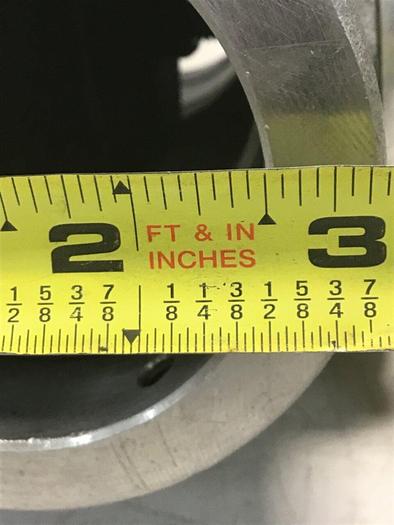 2 FT & IN 3
INCHES
1/2 5/8 3/4 7/8 1/8 1/4 3/8 1/2 5/8 3/4 7/8